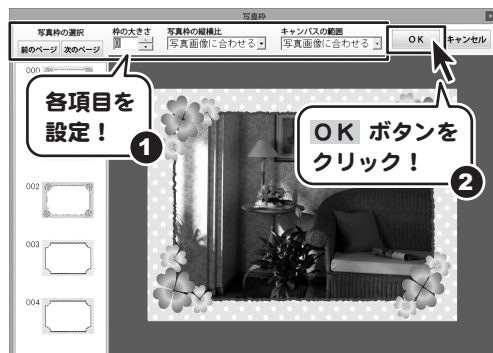 写真枠
写真枠の選択
枠の大きさ
写真枠の縦横比
キャンバスの範囲
前のページ 次のページ
写真画像に合わせる
写真画像に合わせる
OK
キャンセル
000
各項目を
設定！
1
OK ボタンを
クリック！
2
002
003
004